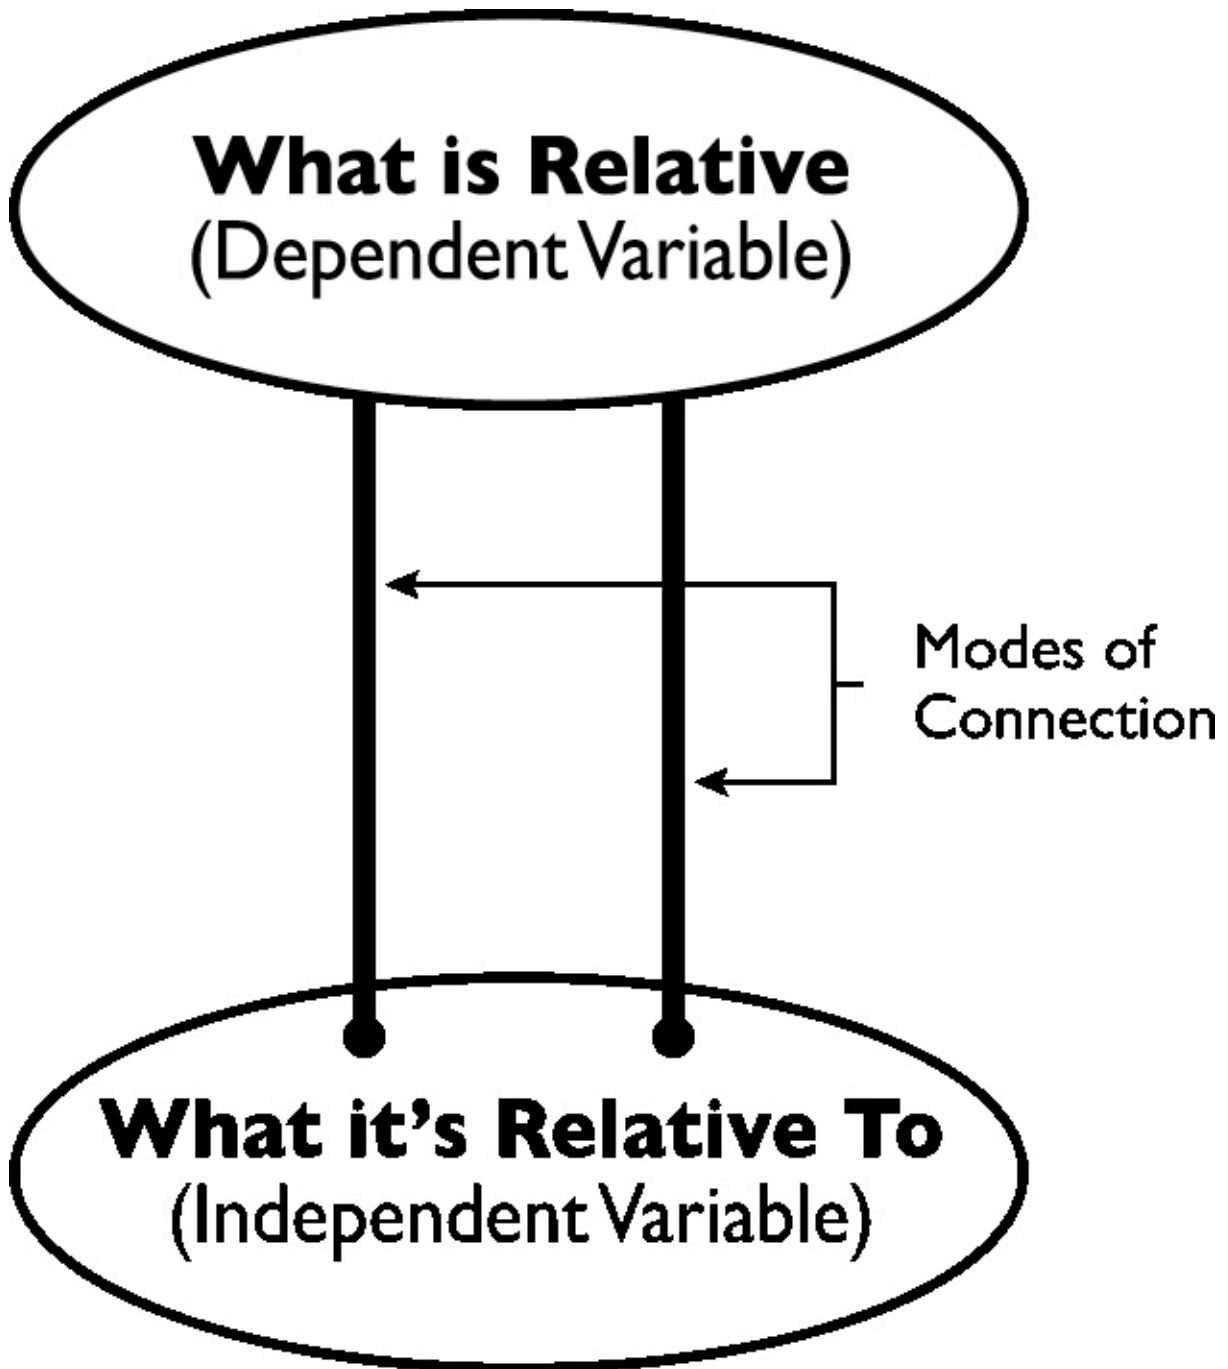 What is Relative
(Dependent Variable)
Modes of
Connection
What it’s Relative To
(Independent Variable)